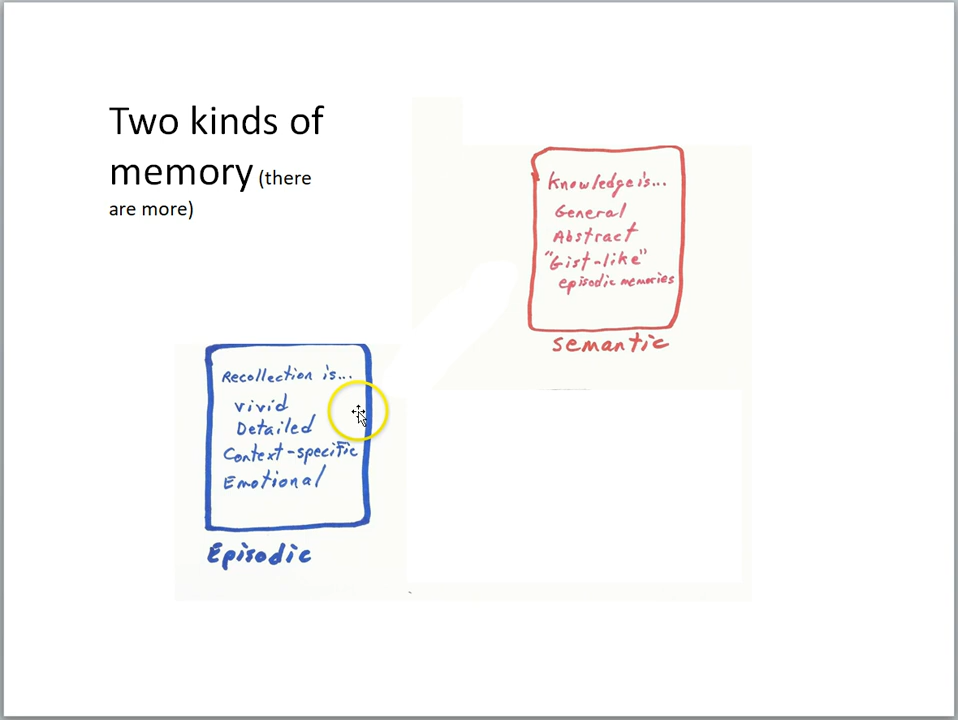 Two kinds of
memory (there
are more)
Knowledge is...
General
Abstract
"Gist-like"
episodic memories
semantic
Recollection is...
vivid
Detailed
Context-specific
Emotional
Episodic